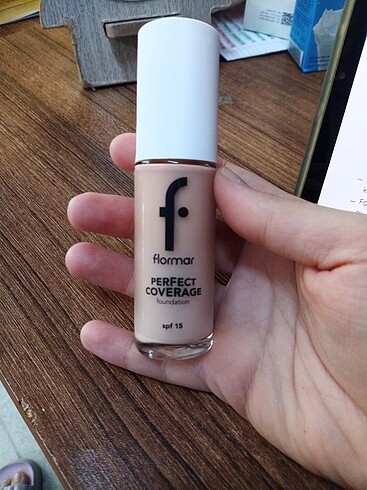 f
flormar
PERFECT
COVERAGE
foundation
spf 15